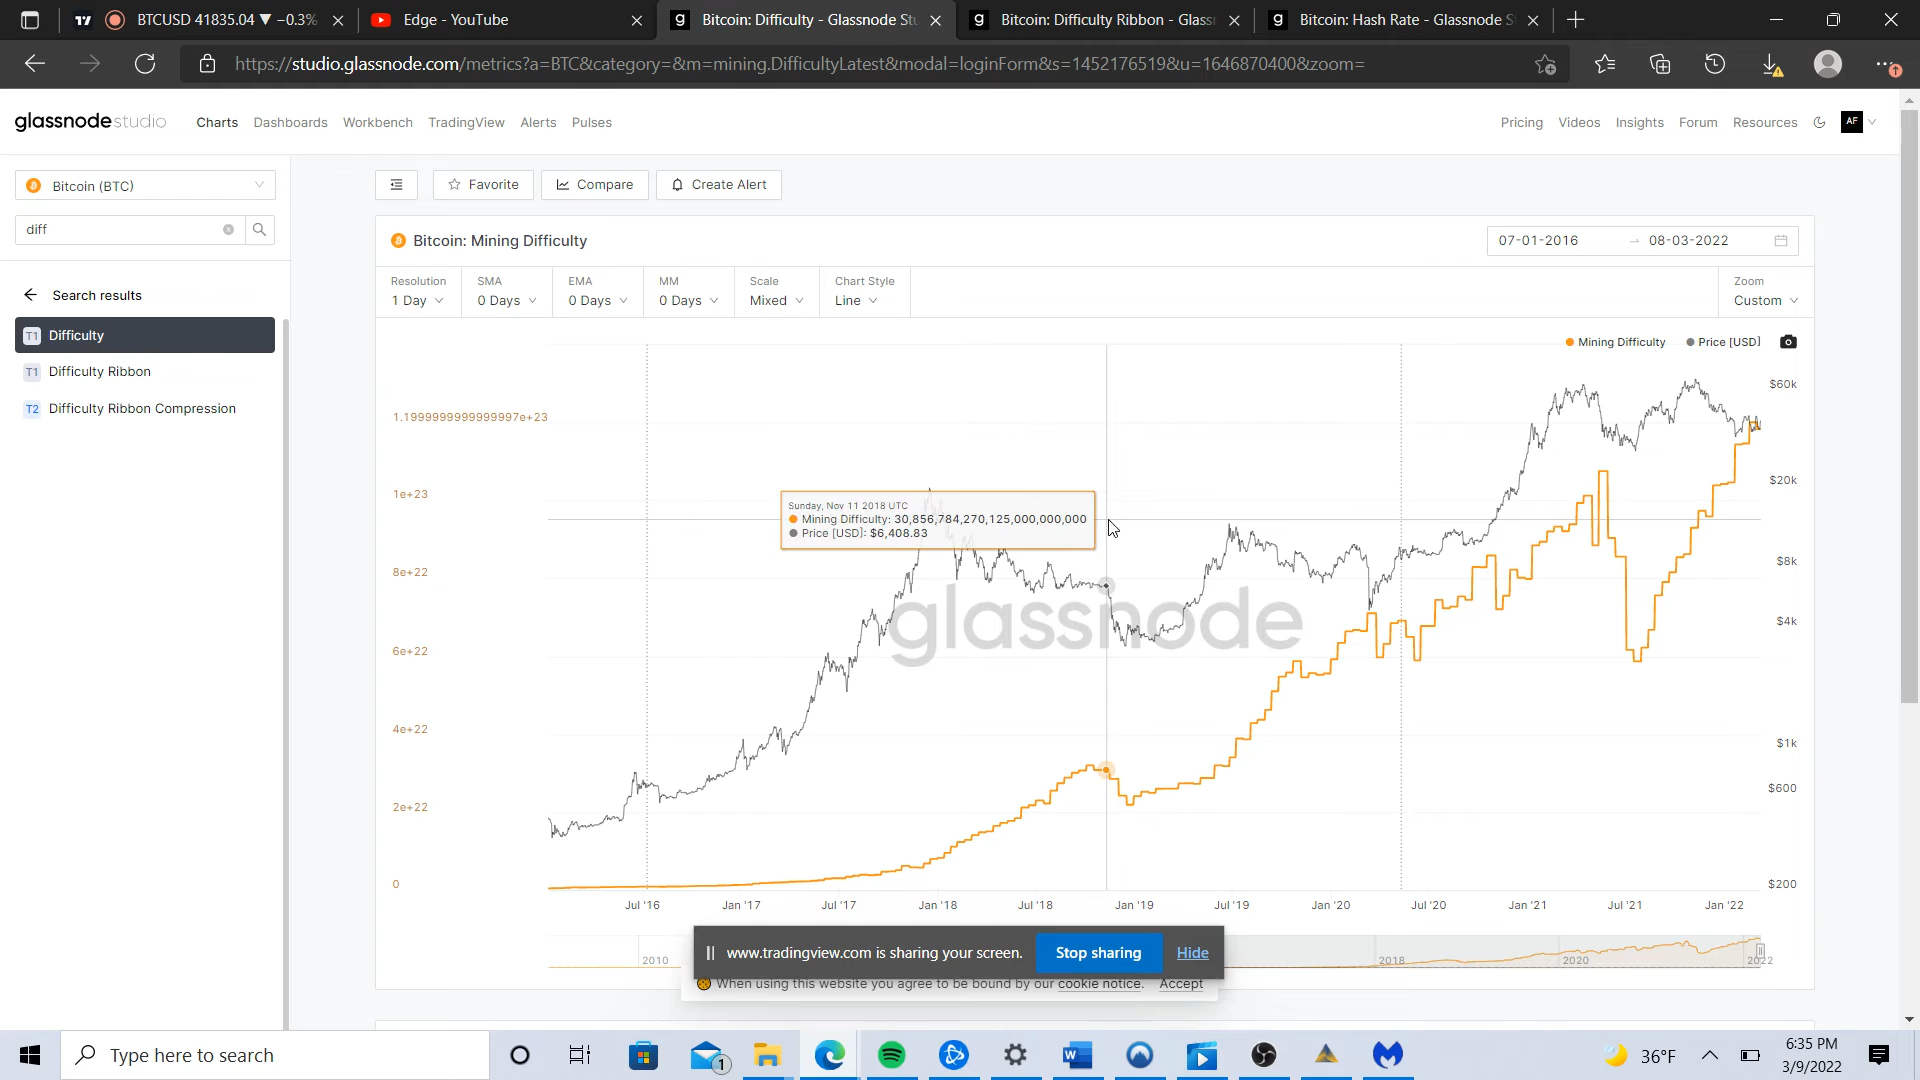 BTCUSD 41835.04 ▼ −0.3%
Edge - YouTube
Bitcoin: Difficulty - Glassnode Stu
Bitcoin: Difficulty Ribbon - Glass
Bitcoin: Hash Rate - Glassnode S
https://studio.glassnode.com/metrics?a=BTC&category=&m=mining.DifficultyLatest&modal=loginForm&s=1452176519&u=1646870400&zoom=
glassnodestudio
Charts
Dashboards
Workbench
TradingView
Alerts
Pulses
Pricing
Videos
Insights
Forum
Resources
AF
Bitcoin (BTC)
Favorite
Compare
Create Alert
diff
Bitcoin: Mining Difficulty
07-01-2016 → 08-03-2022
Resolution
1 Day
SMA
0 Days
EMA
0 Days
MM
0 Days
Scale
Mixed
Chart Style
Line
Zoom
Custom
← Search results
T1 Difficulty
T1 Difficulty Ribbon
T2 Difficulty Ribbon Compression
Mining Difficulty
Price [USD]
1.1999999999999997e+23
1e+23
8e+22
6e+22
4e+22
2e+22
0
$60k
$20k
$8k
$4k
$1k
$600
$200
Sunday, Nov 11 2018 UTC
Mining Difficulty: 30,856,784,270,125,000,000,000
Price [USD]: $6,408.83
glassnode
Jul '16
Jan '17
Jul '17
Jan '18
Jul '18
Jan '19
Jul '19
Jan '20
Jul '20
Jan '21
Jul '21
Jan '22
2010
2018
2020
2022
www.tradingview.com is sharing your screen.
Stop sharing
Hide
When using this website you agree to be bound by our cookie notice.
Accept
Type here to search
1
36°F
6:35 PM
3/9/2022